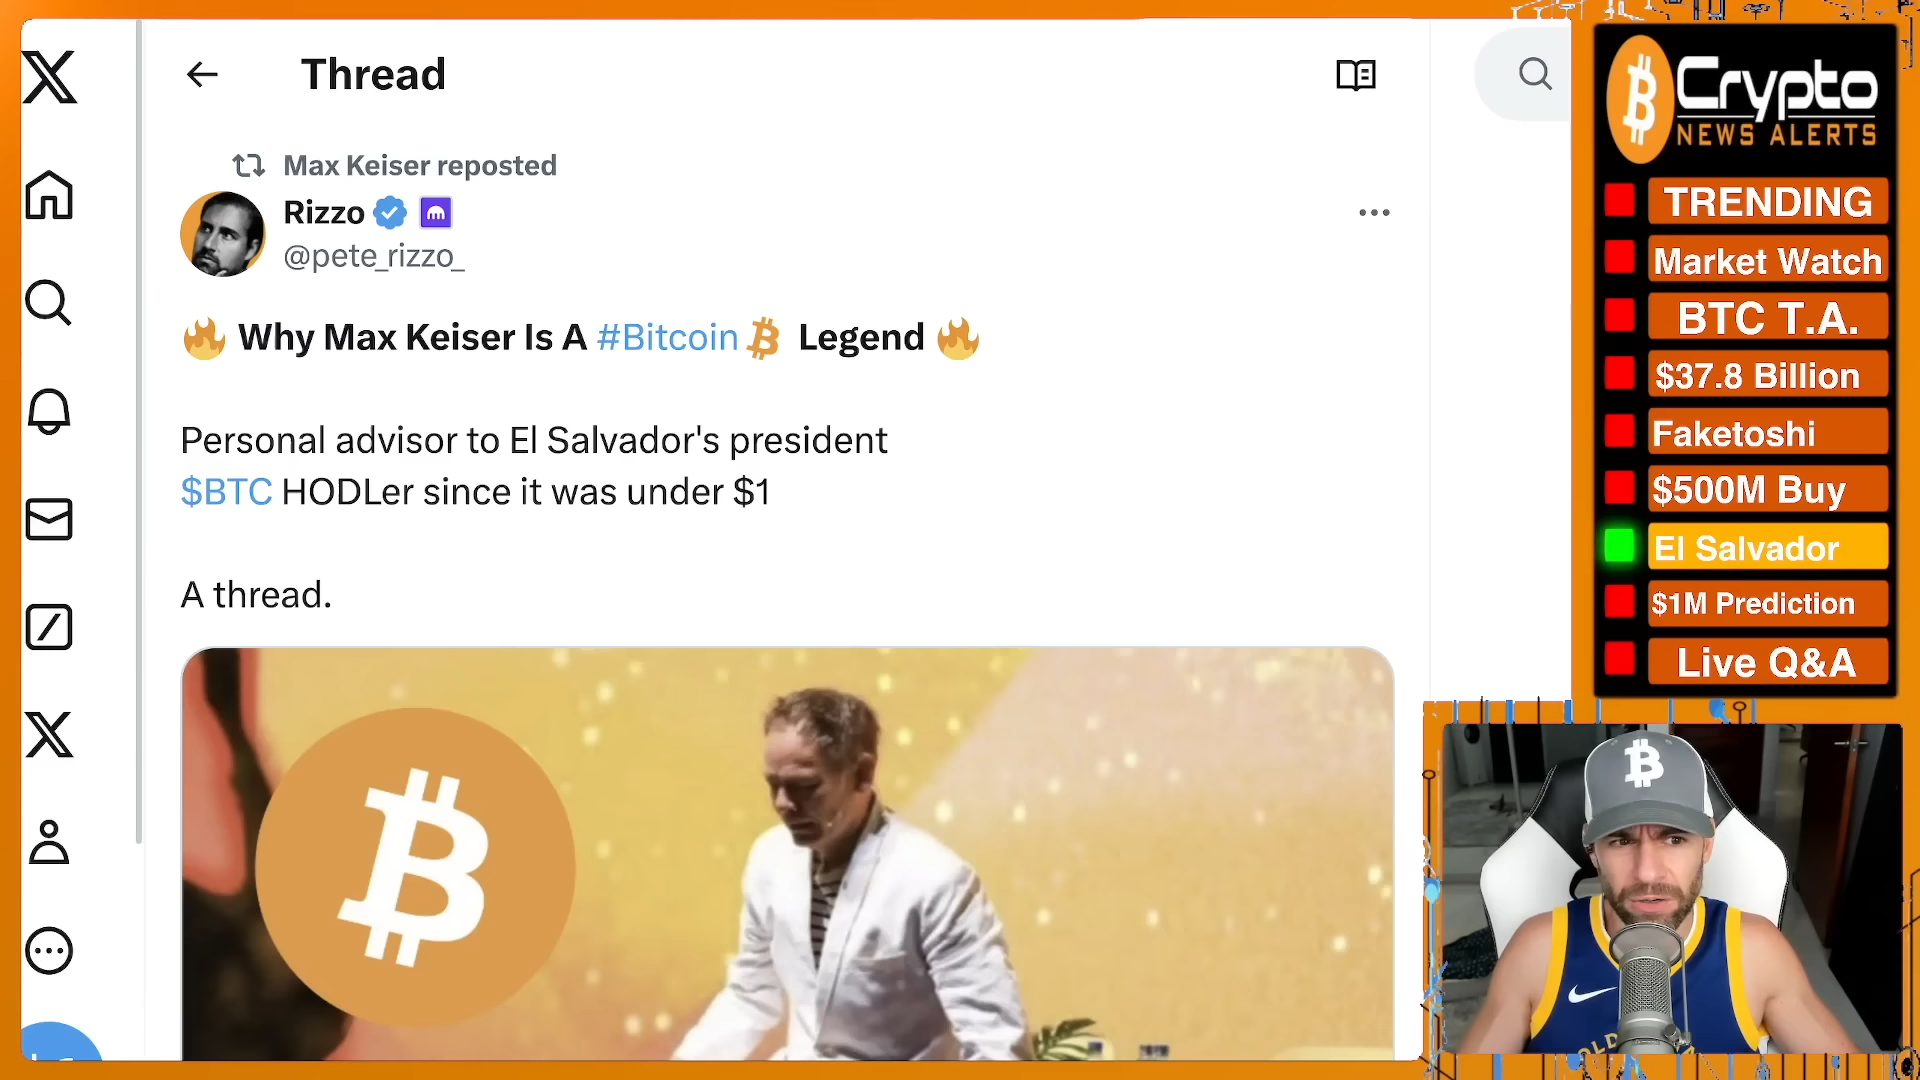 Thread
Max Keiser reposted
Rizzo
@pete_rizzo_
🔥 Why Max Keiser Is A #Bitcoin Legend 🔥
Personal advisor to El Salvador's president
$BTC HODLer since it was under $1
A thread.
Crypto
NEWS ALERTS
TRENDING
Market Watch
BTC T.A.
$37.8 Billion
Faketoshi
$500M Buy
El Salvador
$1M Prediction
Live Q&A